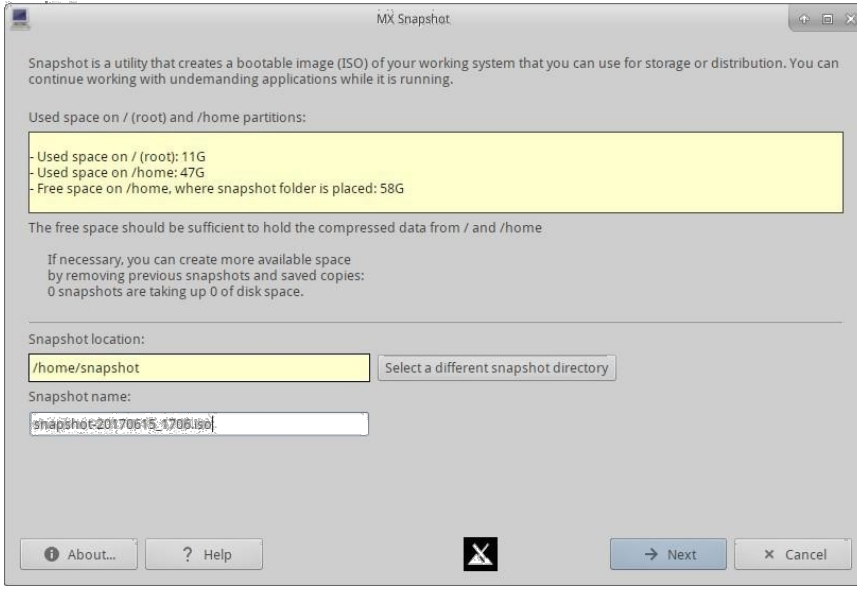 MX Snapshot
Snapshot is a utility that creates a bootable image (ISO) of your working system that you can use for storage or distribution. You can
continue working with undemanding applications while it is running.
Used space on / (root) and /home partitions:
- Used space on / (root): 11G
- Used space on /home: 47G
- Free space on /home, where snapshot folder is placed: 58G
The free space should be sufficient to hold the compressed data from / and /home
If necessary, you can create more available space
by removing previous snapshots and saved copies:
0 snapshots are taking up 0 of disk space.
Snapshot location:
/home/snapshot
Select a different snapshot directory
Snapshot name:
snapshot-20170615_1706.iso
About...
? Help
Next
Cancel